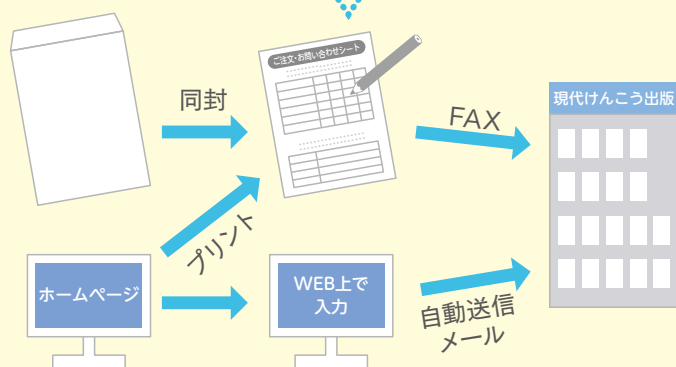 ご注文・お問い合わせシート
同封
FAX
現代けんこう出版
プリント
ホームページ
WEB上で
入力
自動送信
メール